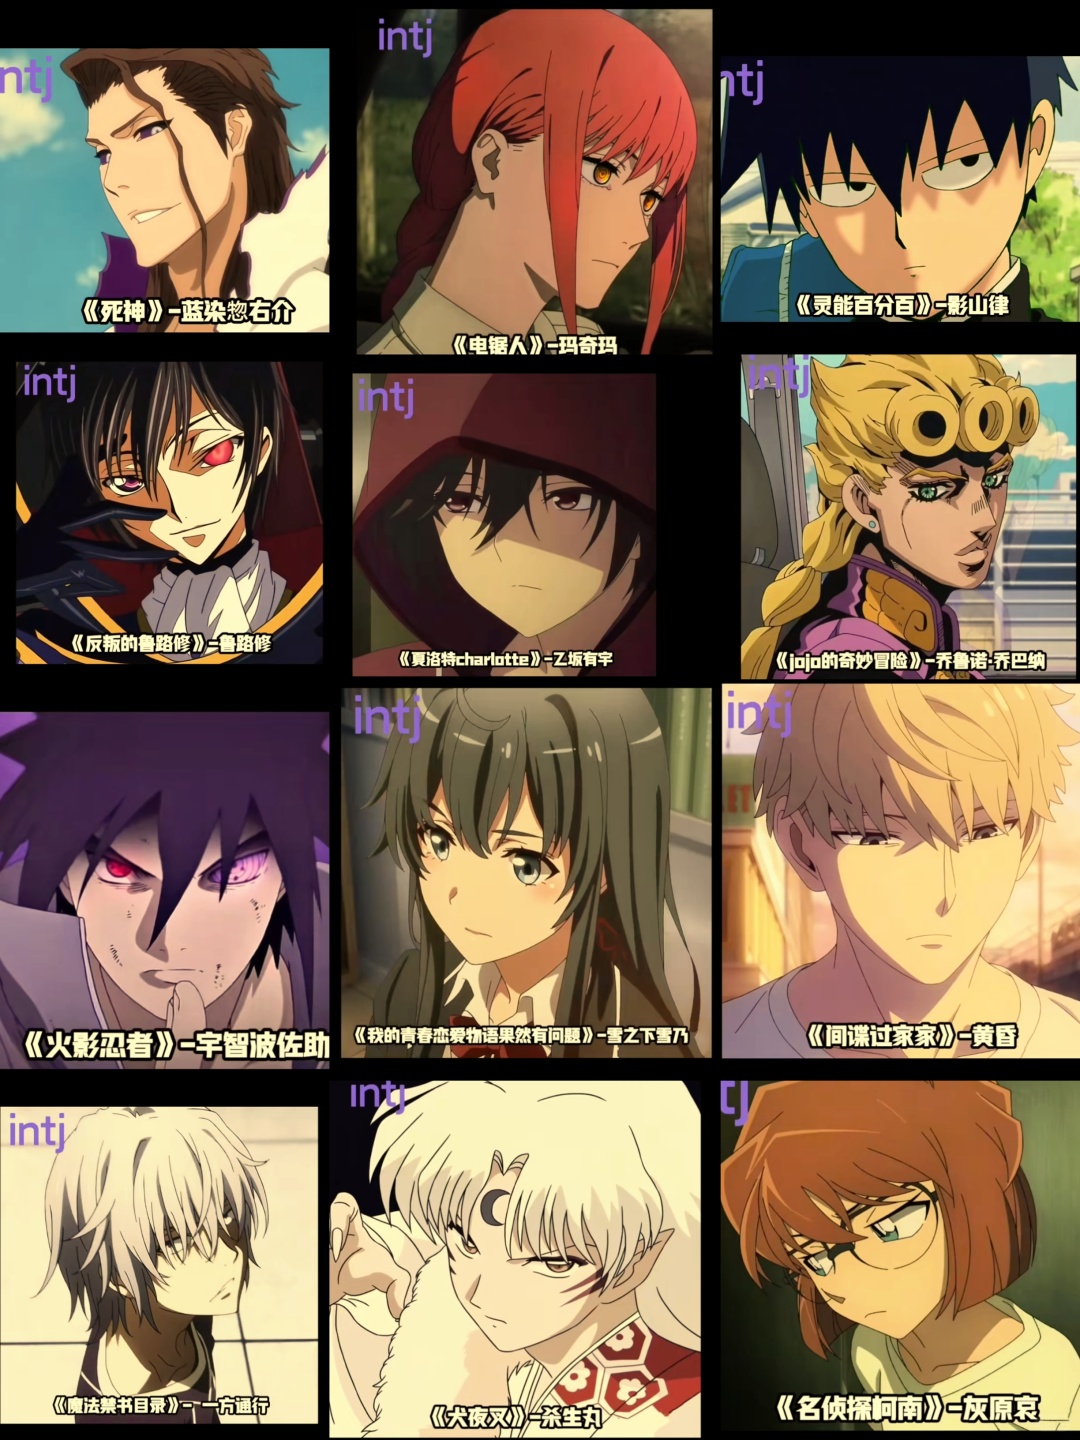 intj
《死神》-蓝染惣右介
intj
《电锯人》-玛奇玛
intj
《灵能百分百》-影山律
intj
《反叛的鲁路修》-鲁路修
intj
《夏洛特charlotte》-乙坂有宇
intj
《jojo的奇妙冒险》-乔鲁诺·乔巴纳
《火影忍者》-宇智波佐助
intj
《我的青春恋爱物语果然有问题》-雪之下雪乃
intj
《间谍过家家》-黄昏
intj
《魔法禁书目录》- 一方通行
intj
《犬夜叉》-杀生丸
tj
《名侦探柯南》-灰原哀